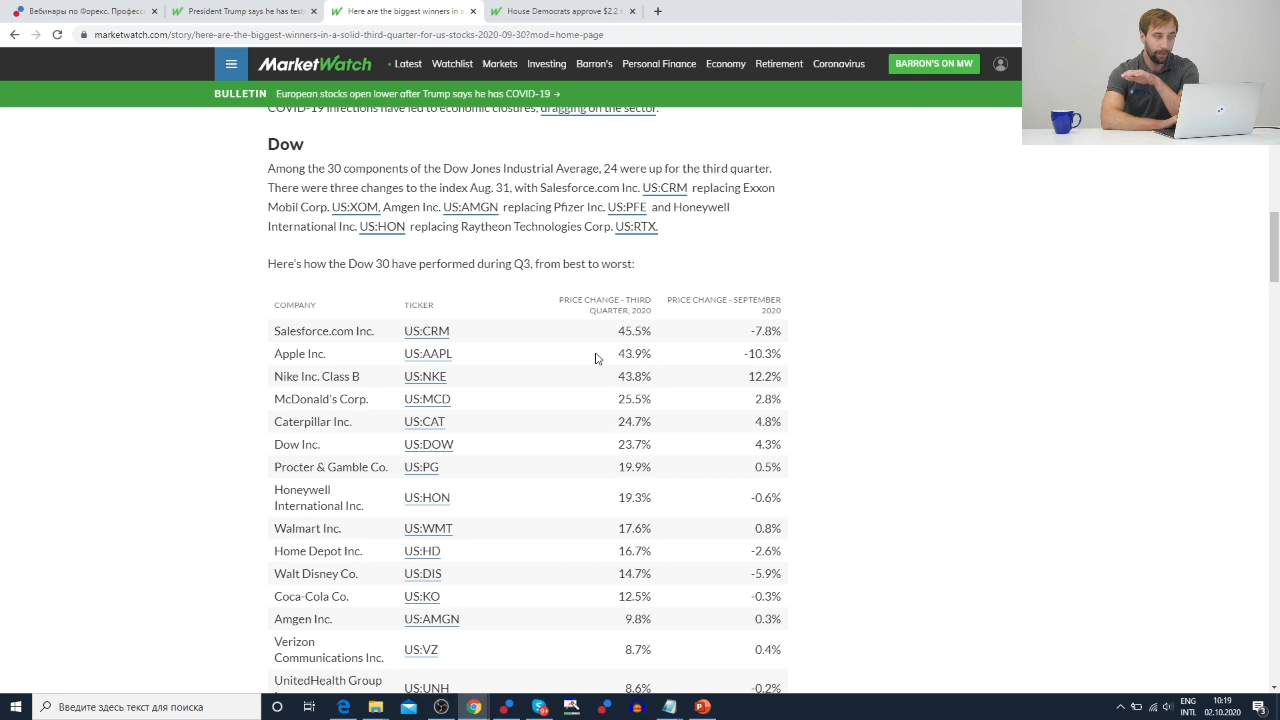 Вебинары по Форекс. Професс
President Trump says he has test
Here are the biggest winners in a
House Democrats approve $2.2
marketwatch.com/story/here-are-the-biggest-winners-in-a-solid-third-quarter-for-us-stocks-2020-09-30?mod=home-page
MarketWatch
Latest Watchlist Markets Investing Barron's Personal Finance Economy Retirement Coronavirus
BARRON'S ON MW
BULLETIN European stocks open lower after Trump says he has COVID-19 →
COVID-19 infections have led to economic closures, dragging on the sector.
Dow
Among the 30 components of the Dow Jones Industrial Average, 24 were up for the third quarter.
There were three changes to the index Aug. 31, with Salesforce.com Inc. US:CRM replacing Exxon
Mobil Corp. US:XOM, Amgen Inc. US:AMGN replacing Pfizer Inc. US:PFE and Honeywell
International Inc. US:HON replacing Raytheon Technologies Corp. US:RTX.
Here's how the Dow 30 have performed during Q3, from best to worst:
COMPANY TICKER PRICE CHANGE - THIRD QUARTER, 2020 PRICE CHANGE - SEPTEMBER 2020
Salesforce.com Inc. US:CRM 45.5% -7.8%
Apple Inc. US:AAPL 43.9% -10.3%
Nike Inc. Class B US:NKE 43.8% 12.2%
McDonald's Corp. US:MCD 25.5% 2.8%
Caterpillar Inc. US:CAT 24.7% 4.8%
Dow Inc. US:DOW 23.7% 4.3%
Procter & Gamble Co. US:PG 19.9% 0.5%
Honeywell International Inc. US:HON 19.3% -0.6%
Walmart Inc. US:WMT 17.6% 0.8%
Home Depot Inc. US:HD 16.7% -2.6%
Walt Disney Co. US:DIS 14.7% -5.9%
Coca-Cola Co. US:KO 12.5% -0.3%
Amgen Inc. US:AMGN 9.8% 0.3%
Verizon Communications Inc. US:VZ 8.7% 0.4%
UnitedHealth Group US:UNH 8.6% -0.2%
Введите здесь текст для поиска
ENG 10:19
INTL 02.10.2020
3